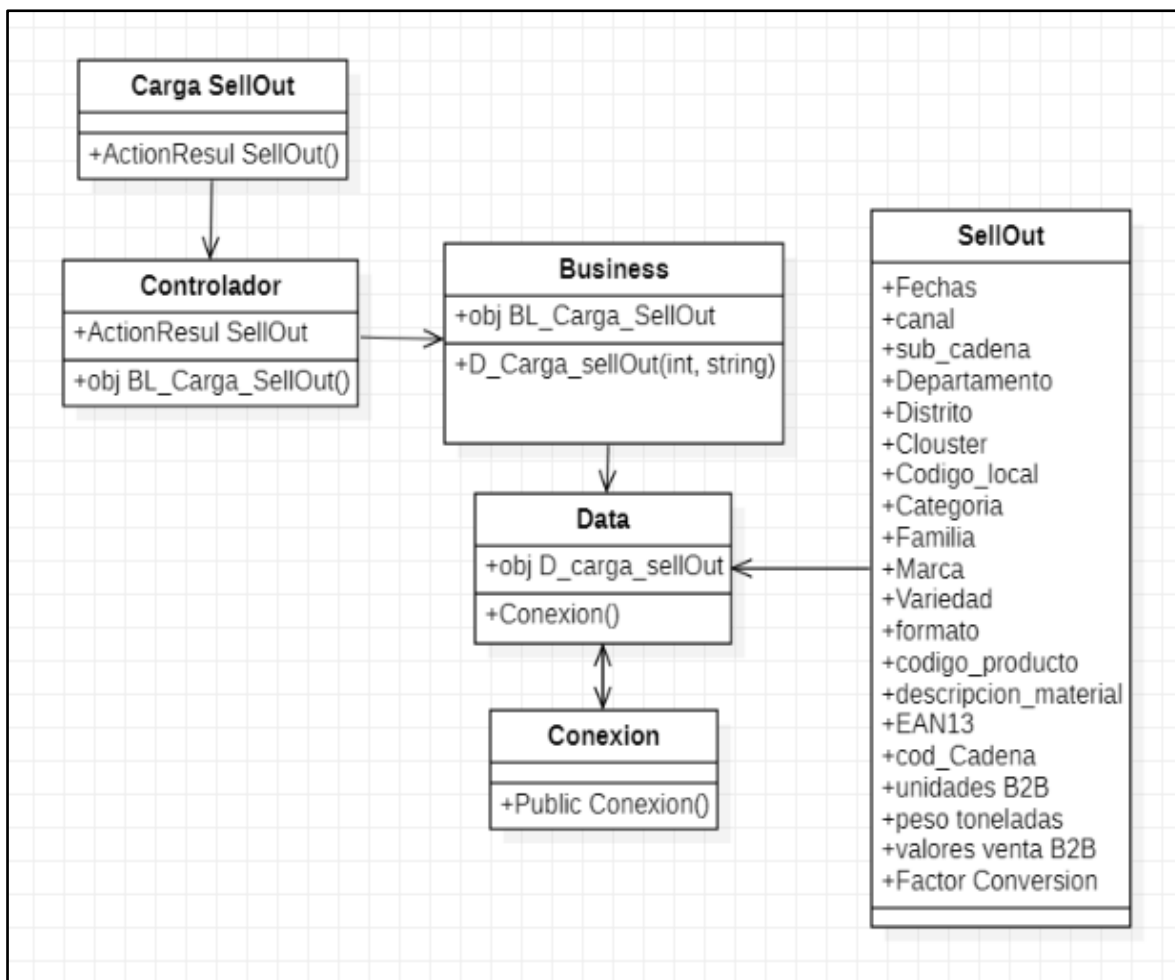 Carga SellOut
+ActionResul SellOut()
Controlador
+ActionResul SellOut
+obj BL_Carga_SellOut()
Business
+obj BL_Carga_SellOut
+D_Carga_sellOut(int, string)
Data
+obj D_carga_sellOut
+Conexion()
Conexion
+Public Conexion()
SellOut
+Fechas
+canal
+sub_cadena
+Departamento
+Distrito
+Clouster
+Codigo_local
+Categoria
+Familia
+Marca
+Variedad
+formato
+codigo_producto
+descripcion_material
+EAN13
+cod_Cadena
+unidades B2B
+peso toneladas
+valores venta B2B
+Factor Conversion